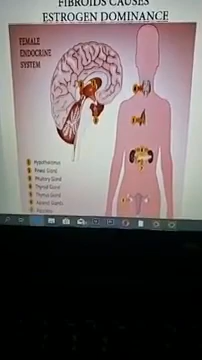 FIBROIDS CAUSES
ESTROGEN DOMINANCE
FEMALE
ENDOCRINE
SYSTEM
Hypothalamus
Pineal Gland
Pituitary Gland
Thyroid Gland
Thymus Gland
Adrenal Glands